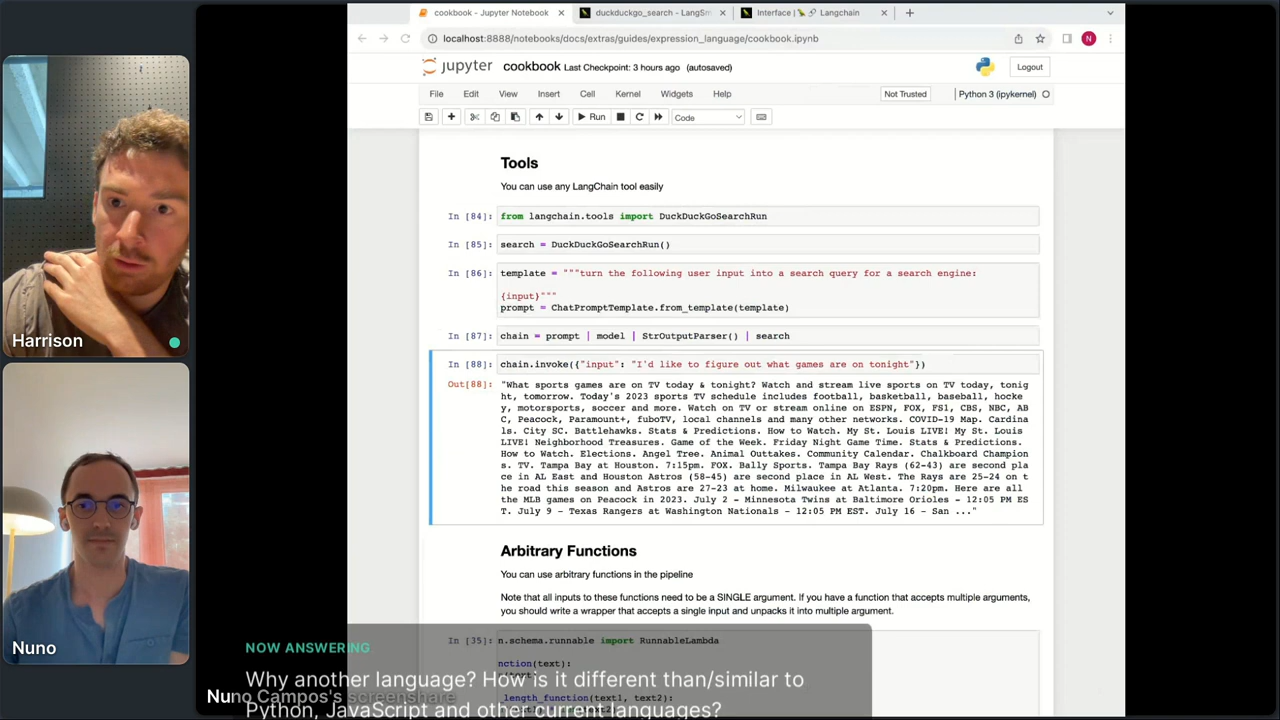 cookbook - Jupyter Notebook
duckduckgo_search - LangSm
Interface | 🦜🔗 Langchain
localhost:8888/notebooks/docs/extras/guides/expression_language/cookbook.ipynb
N
jupyter cookbook Last Checkpoint: 3 hours ago (autosaved)
Logout
File Edit View Insert Cell Kernel Widgets Help
Not Trusted
Python 3 (ipykernel)
Run
Code
Tools
You can use any LangChain tool easily
In [84]: from langchain.tools import DuckDuckGoSearchRun
In [85]: search = DuckDuckGoSearchRun()
In [86]: template = """turn the following user input into a search query for a search engine:
{input}"""
prompt = ChatPromptTemplate.from_template(template)
In [87]: chain = prompt | model | StrOutputParser() | search
In [88]: chain.invoke({"input": "I'd like to figure out what games are on tonight"})
Out[88]: "What sports games are on TV today & tonight? Watch and stream live sports on TV today, tonig
ht, tomorrow. Today's 2023 sports TV schedule includes football, basketball, baseball, hocke
y, motorsports, soccer and more. Watch on TV or stream online on ESPN, FOX, FS1, CBS, NBC, AB
C, Peacock, Paramount+, fuboTV, local channels and many other networks. COVID-19 Map. Cardina
ls. City SC. Battlehawks. Stats & Predictions. How to Watch. My St. Louis LIVE! My St. Louis
LIVE! Neighborhood Treasures. Game of the Week. Friday Night Game Time. Stats & Predictions.
How to Watch. Elections. Angel Tree. Animal Outtakes. Community Calendar. Chalkboard Champion
s. TV. Tampa Bay at Houston. 7:15pm. FOX. Bally Sports. Tampa Bay Rays (62-43) are second pla
ce in AL East and Houston Astros (58-45) are second place in AL West. The Rays are 25-24 on t
he road this season and Astros are 27-23 at home. Milwaukee at Atlanta. 7:20pm. Here are all
the MLB games on Peacock in 2023. July 2 - Minnesota Twins at Baltimore Orioles - 12:05 PM ES
T. July 9 - Texas Rangers at Washington Nationals - 12:05 PM EST. July 16 - San ..."
Arbitrary Functions
You can use arbitrary functions in the pipeline
Note that all inputs to these functions need to be a SINGLE argument. If you have a function that accepts multiple arguments,
you should write a wrapper that accepts a single input and unpacks it into multiple argument.
In [35]: n.schema.runnable import RunnableLambda
nction(text):
length_function(text1, text2):
Harrison
Nuno
NOW ANSWERING
Why another language? How is it different than/similar to
Python, JavaScript and other current languages?
Nuno Campos's screenshare